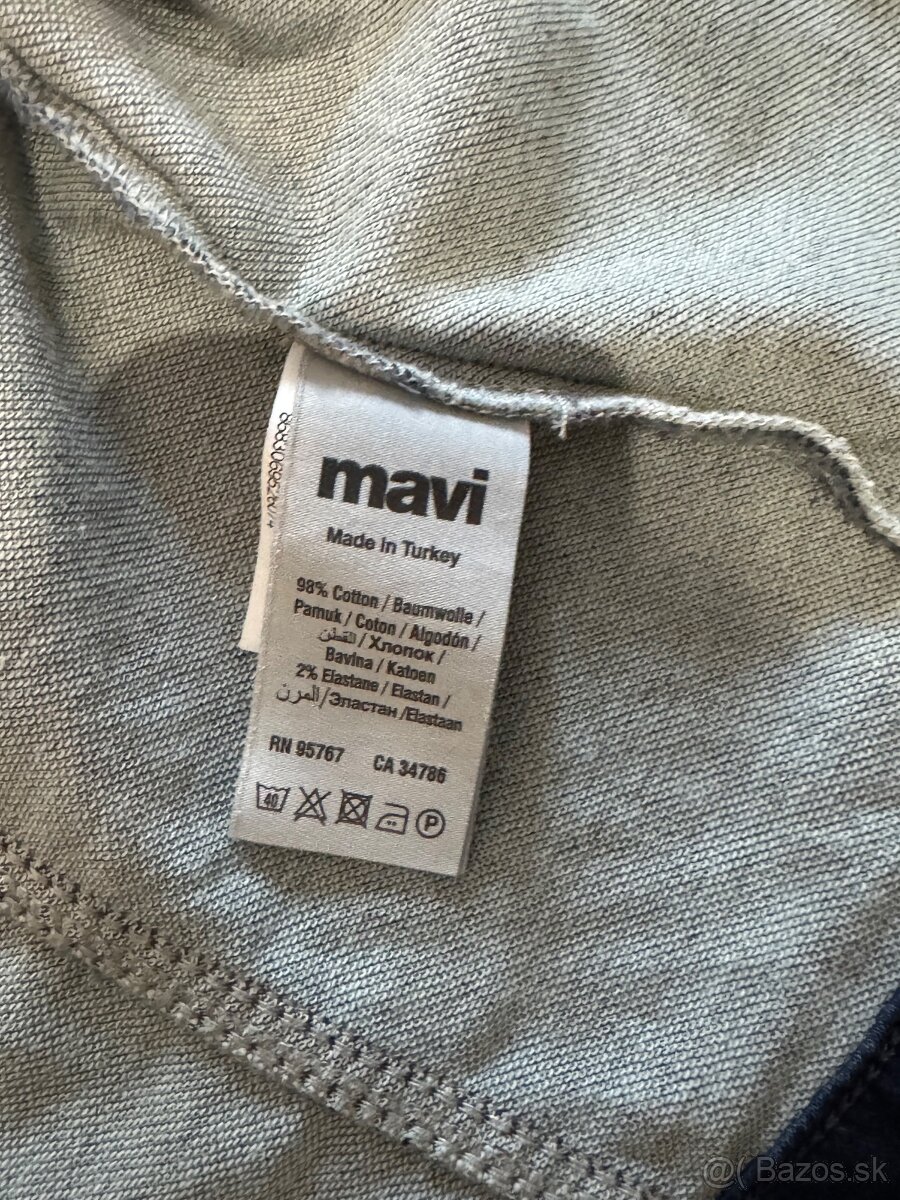 mavi
Made in Turkey
98% Cotton / Baumwolle /
Pamuk / Coton / Algodón /
القطن / Хлопок /
Bavlna / Katoen
2% Elastane / Elastan /
المرن / Эластан /Elastaan
RN 95767 CA 34786
40
P
@( Bazos.sk